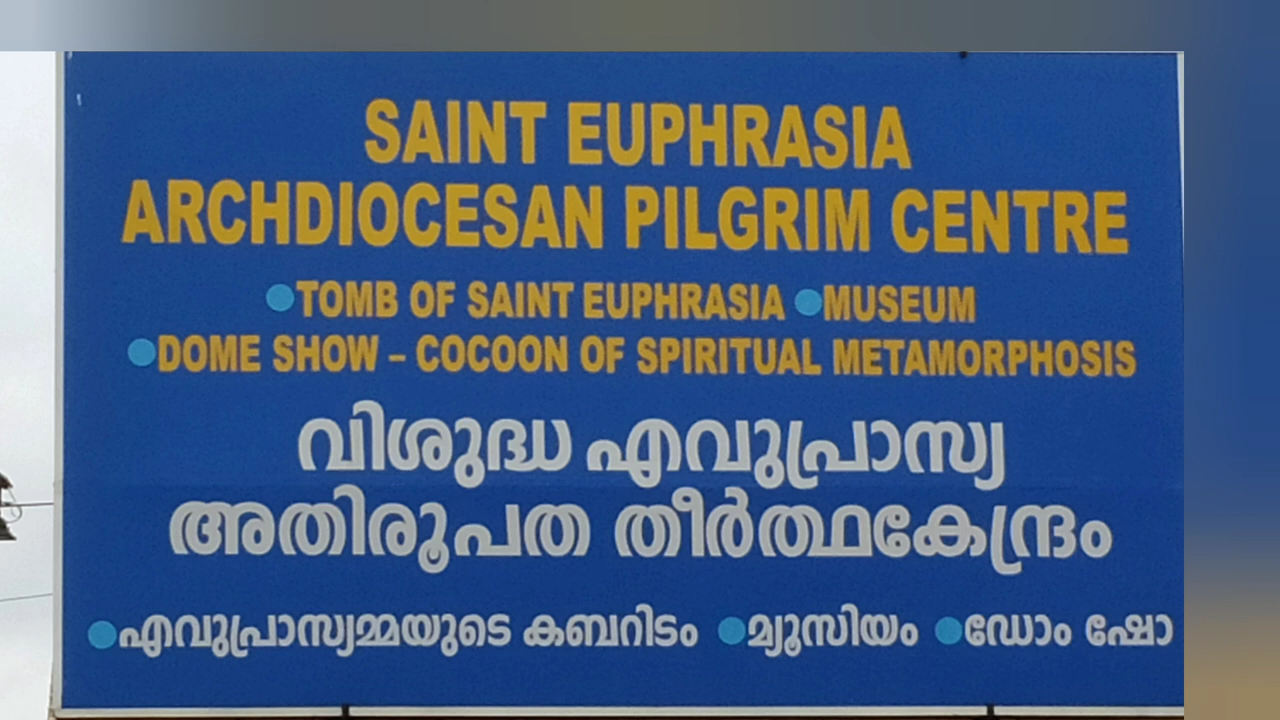 SAINT EUPHRASIA
ARCHDIOCESAN PILGRIM CENTRE
●TOMB OF SAINT EUPHRASIA ●MUSEUM
●DOME SHOW – COCOON OF SPIRITUAL METAMORPHOSIS
വിശുദ്ധ എവുപ്രാസ്യ
അതിരൂപത തീർത്ഥകേന്ദ്രം
●എവുപ്രാസ്യമ്മയുടെ കബറിടം ●മ്യൂസിയം ●ഡോം ഷോ